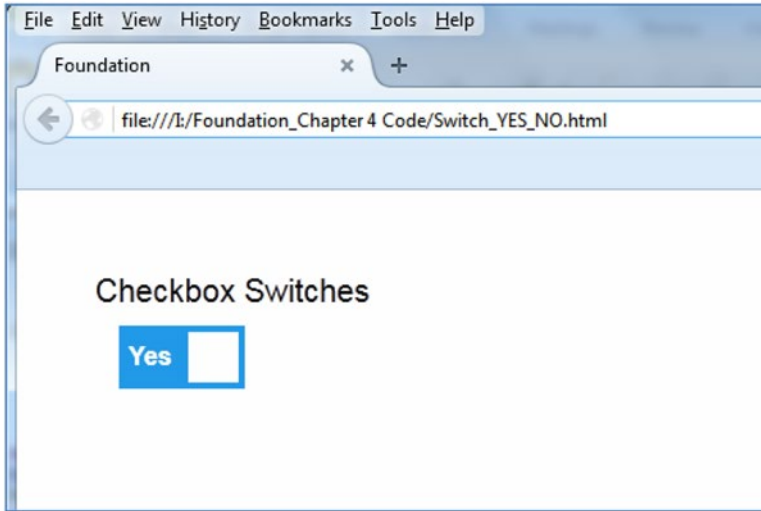 File Edit View History Bookmarks Tools Help
Foundation
file:///I:/Foundation_Chapter 4 Code/Switch_YES_NO.html
Checkbox Switches
Yes